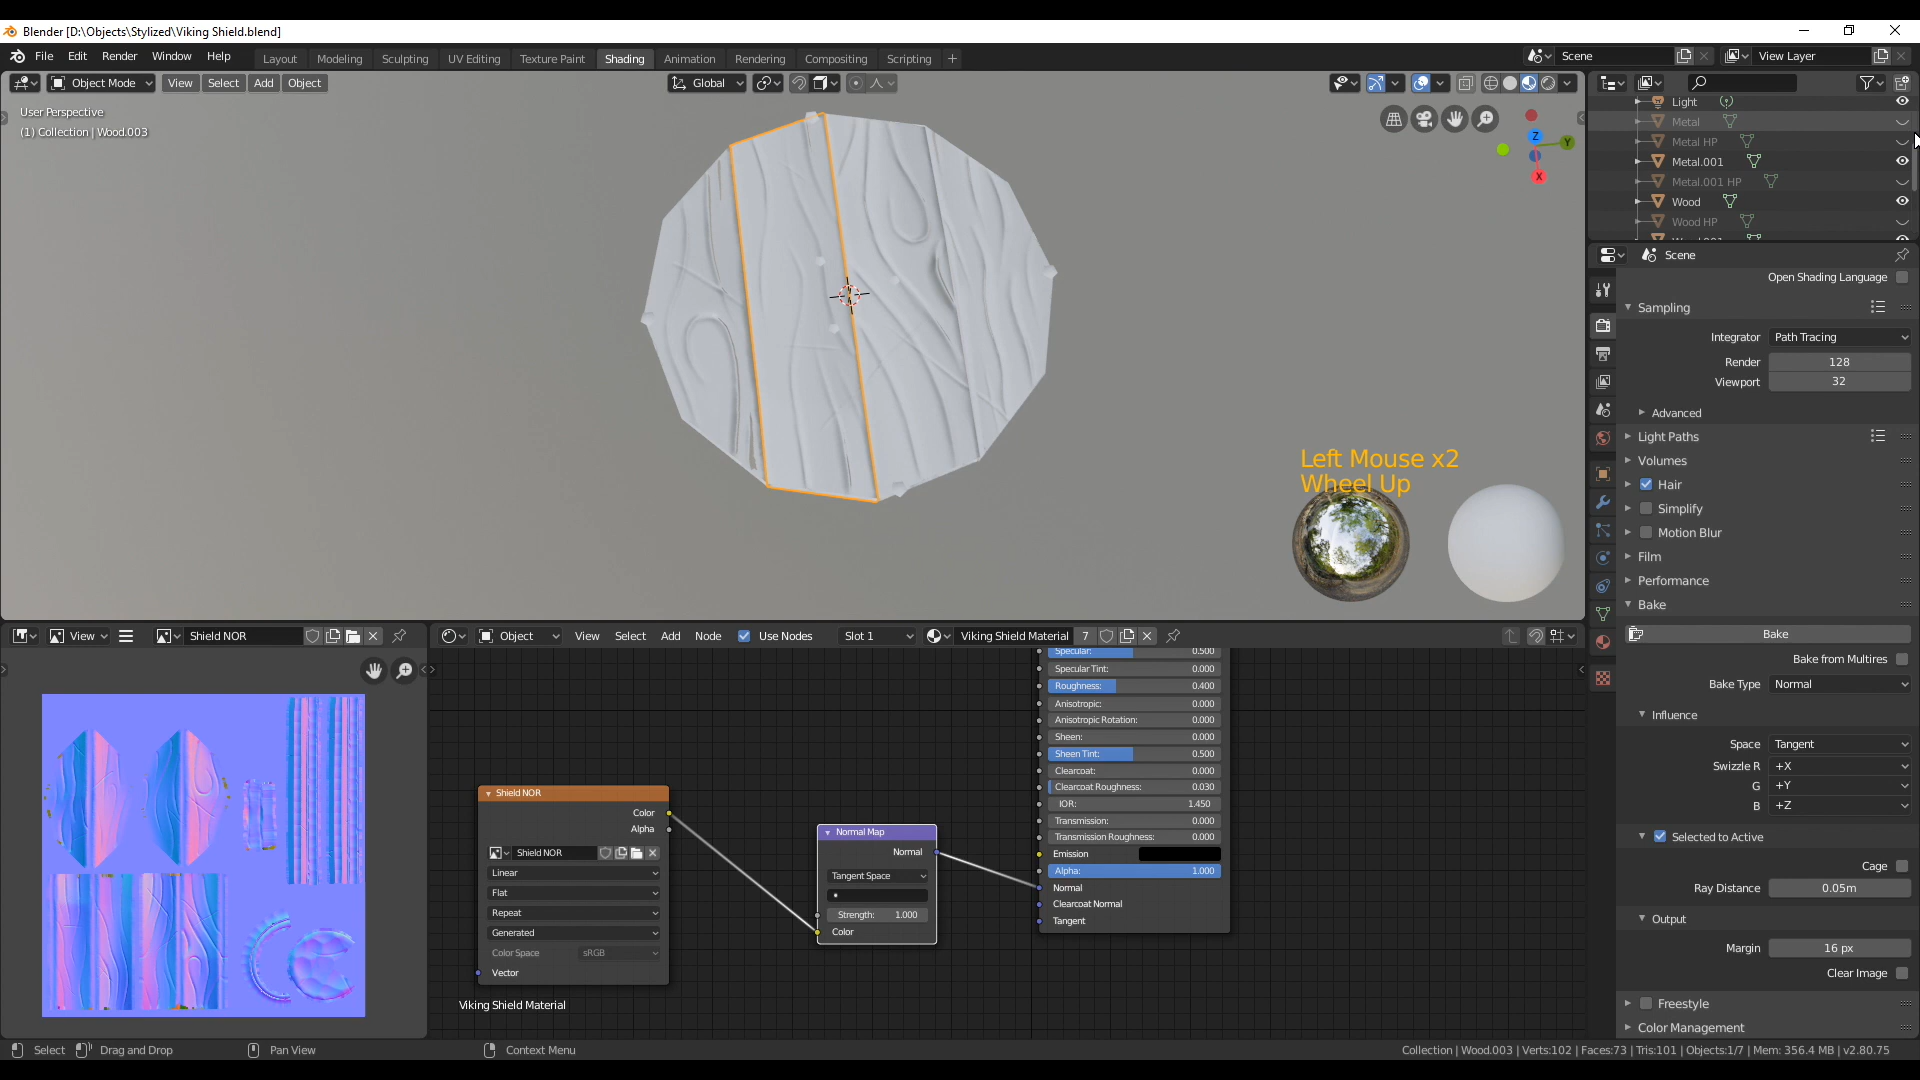 Blender [D:\Objects\Stylized\Viking Shield.blend]
File Edit Render Window Help
Layout Modeling Sculpting UV Editing Texture Paint Shading Animation Rendering Compositing Scripting +
Scene
View Layer
Object Mode View Select Add Object
Global
User Perspective
(1) Collection | Wood.003
Z
Y
X
Light
Metal
Metal HP
Metal.001
Metal.001 HP
Wood
Wood HP
Scene
Open Shading Language
Sampling
Integrator Path Tracing
Render 128
Viewport 32
Advanced
Light Paths
Volumes
Hair
Simplify
Motion Blur
Film
Performance
Bake
Bake
Bake from Multires
Bake Type Normal
Influence
Space Tangent
Swizzle R +X
G +Y
B +Z
Selected to Active
Cage
Ray Distance 0.05m
Output
Margin 16 px
Clear Image
Freestyle
Color Management
Left Mouse x2
Wheel Up
View Shield NOR
Object View Select Add Node Use Nodes Slot 1 Viking Shield Material 7
Specular: 0.500
Specular Tint: 0.000
Roughness: 0.400
Anisotropic: 0.000
Anisotropic Rotation: 0.000
Sheen: 0.000
Sheen Tint: 0.500
Clearcoat: 0.000
Clearcoat Roughness: 0.030
IOR: 1.450
Transmission: 0.000
Transmission Roughness: 0.000
Emission
Alpha: 1.000
Normal
Clearcoat Normal
Tangent
Shield NOR
Color
Alpha
Shield NOR
Linear
Flat
Repeat
Generated
Color Space sRGB
Vector
Normal Map
Normal
Tangent Space
Strength: 1.000
Color
Viking Shield Material
Select Drag and Drop Pan View Context Menu
Collection | Wood.003 | Verts:102 | Faces:73 | Tris:101 | Objects:1/7 | Mem: 356.4 MB | v2.80.75